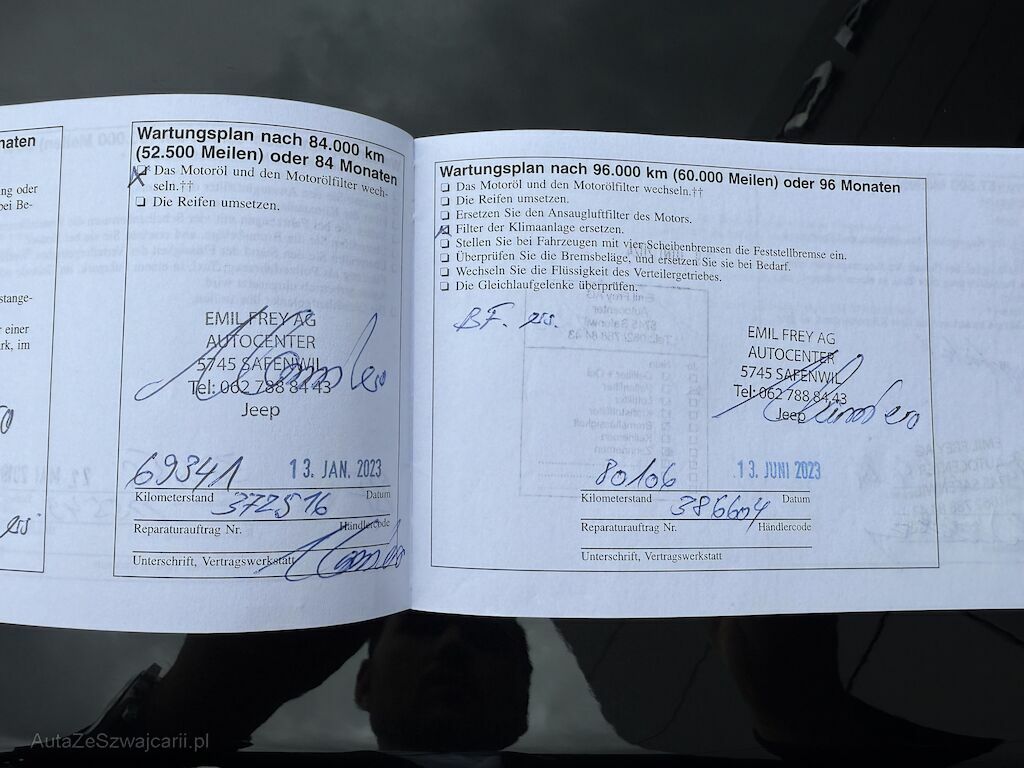 naten
ng oder
ei Be-
stange-
einer
rk, im
Wartungsplan nach 84.000 km
(52.500 Meilen) oder 84 Monaten
Das Motoröl und den Motorölfilter wech-
seln.††
Die Reifen umsetzen.
EMIL FREY AG
AUTOCENTER
5745 SAFENWIL
Tel: 062 788 84 43
Jeep
69341 13. JAN. 2023
Kilometerstand Datum
372516
Reparaturauftrag Nr. Händlercode
Unterschrift, Vertragswerkstatt
Wartungsplan nach 96.000 km (60.000 Meilen) oder 96 Monaten
Das Motoröl und den Motorölfilter wechseln.††
Die Reifen umsetzen.
Ersetzen Sie den Ansaugluftfilter des Motors.
Filter der Klimaanlage ersetzen.
Stellen Sie bei Fahrzeugen mit vier Scheibenbremsen die Feststellbremse ein.
Überprüfen Sie die Bremsbeläge, und ersetzen Sie sie bei Bedarf.
Wechseln Sie die Flüssigkeit des Verteilergetriebes.
Die Gleichlaufgelenke überprüfen.
BF. ers.
EMIL FREY AG
AUTOCENTER
5745 SAFENWIL
Tel: 062 788 84 43
Jeep
80106 13. JUNI 2023
Kilometerstand Datum
386604
Reparaturauftrag Nr. Händlercode
Unterschrift, Vertragswerkstatt
AutaZeSzwajcarii.pl